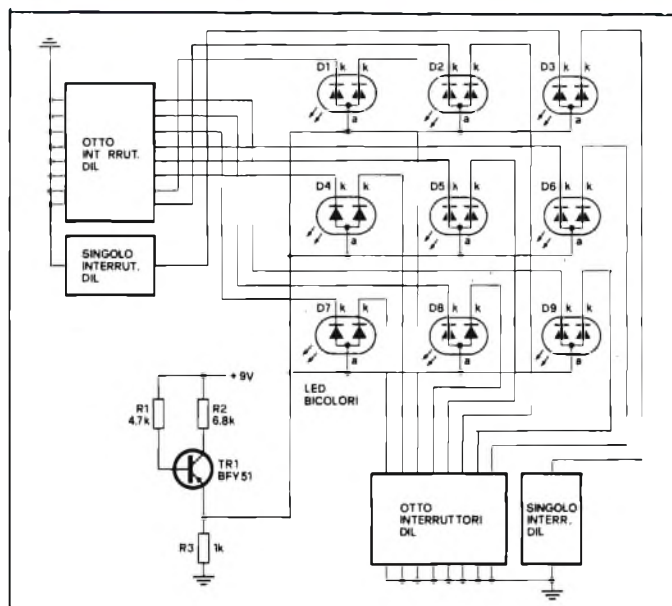 D1 k k a
D2 k k a
D3 k k a
OTTO
INT RRUT.
DIL
D4 k k a
D5 k k a
D6 k k a
SINGOLO
INTERRUT.
DIL
D7 k k a
D8 k k a
D9 k k a
LED
BICOLORI
+9V
R1
4.7k
R2
6.8k
TR1
BFY51
R3
1k
OTTO
INTERRUTTORI
DIL
SINGOLO
INTERR.
DIL